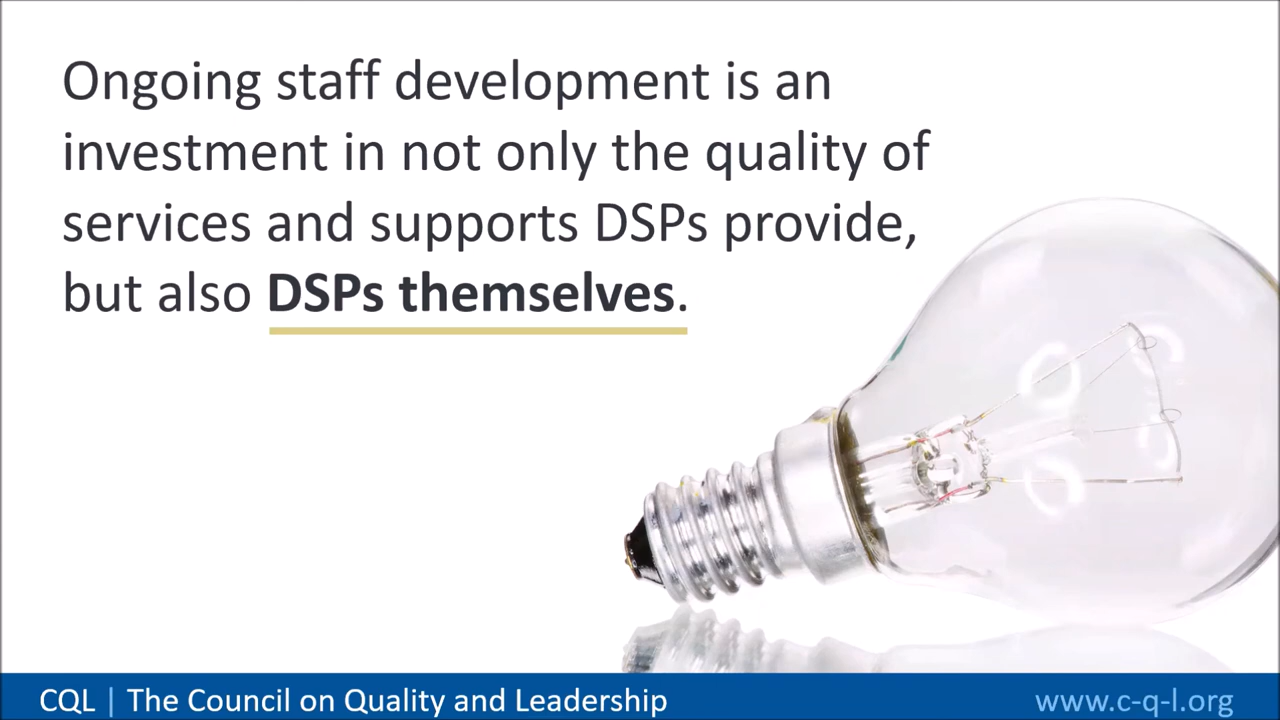 Ongoing staff development is an
investment in not only the quality of
services and supports DSPs provide,
but also DSPs themselves.
CQL | The Council on Quality and Leadership
www.c-q-l.org